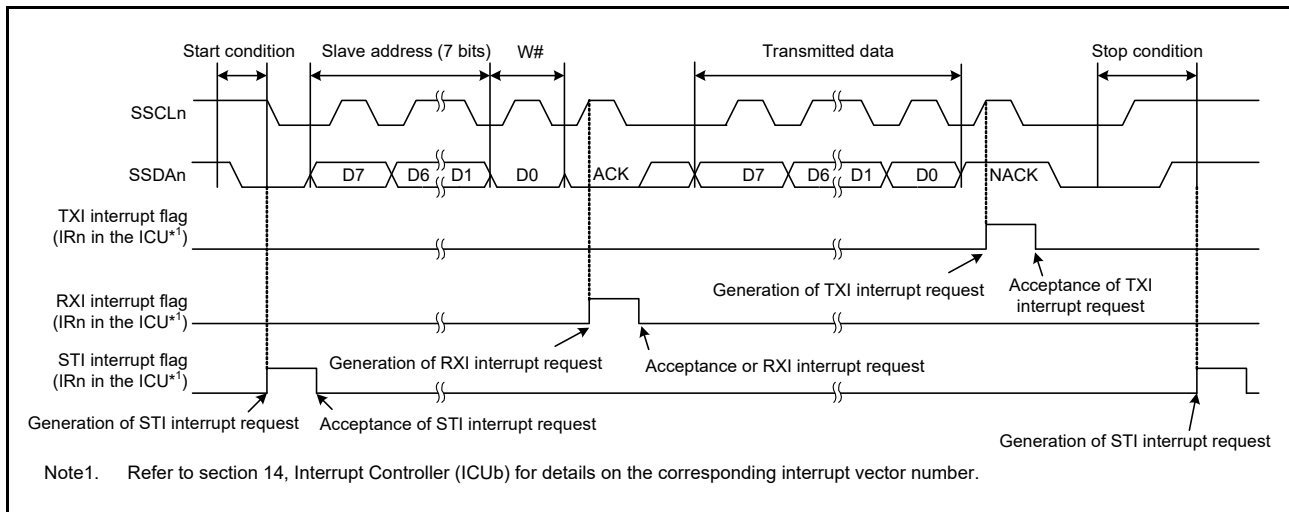 Start condition
Slave address (7 bits)
W#
Transmitted data
Stop condition
SSCLn
SSDAn
D7
D6
D1
D0
ACK
D7
D6
D1
D0
NACK
TXI interrupt flag
(IRn in the ICU*1)
Generation of TXI interrupt request
Acceptance of TXI
interrupt request
RXI interrupt flag
(IRn in the ICU*1)
Generation of RXI interrupt request
Acceptance or RXI interrupt request
STI interrupt flag
(IRn in the ICU*1)
Generation of STI interrupt request
Acceptance of STI interrupt request
Generation of STI interrupt request
Note1. Refer to section 14, Interrupt Controller (ICUb) for details on the corresponding interrupt vector number.